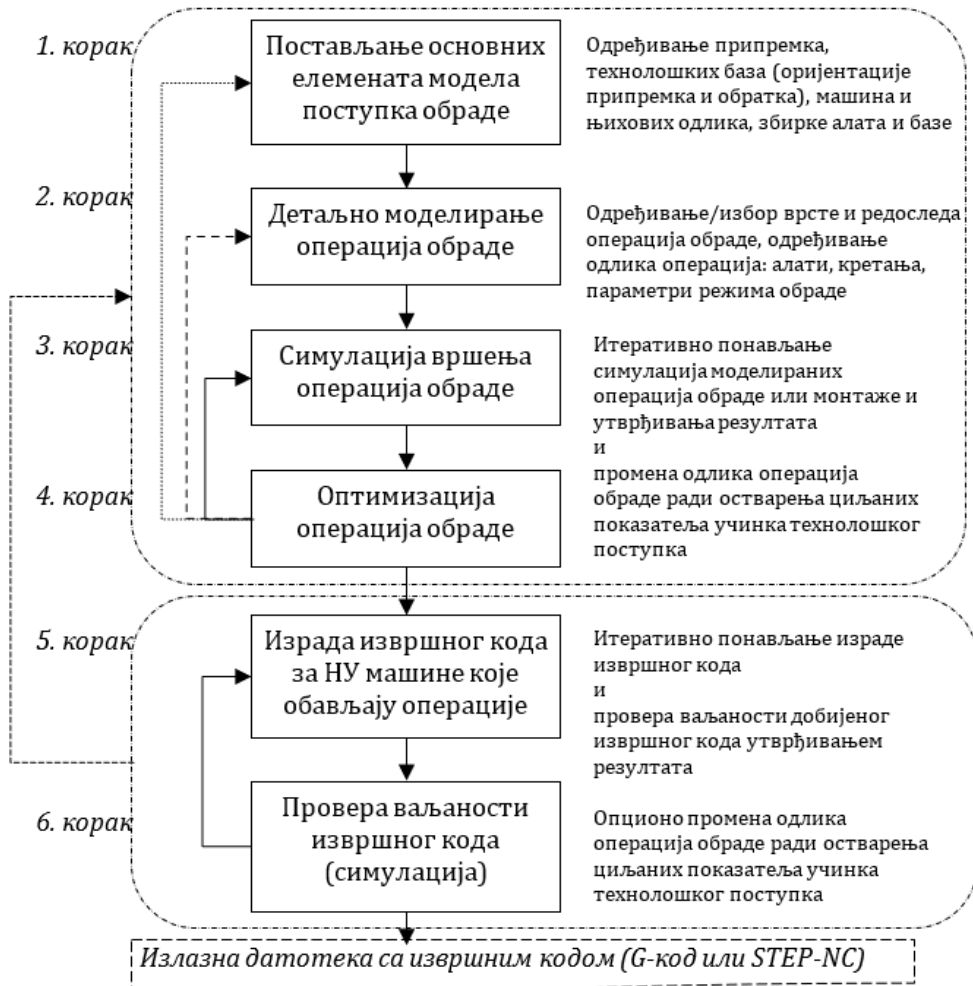 1. корак
Постављање основних
елемената модела
поступка обраде
Одређивање припремка,
технолошких база (оријентације
припремка и обратка), машина и
њихових одлика, збирке алата и базе
2. корак
Детаљно моделирање
операција обраде
Одређивање/избор врсте и редоследа
операција обраде, одређивање
одлика операција: алати, кретања,
параметри режима обраде
3. корак
Симулација вршења
операција обраде
Итеративно понављање
симулација моделираних
операција обраде или монтаже и
утврђивања резултата
и
промена одлика операција
обраде ради остварења циљаних
показатеља учинка технолошког
поступка
4. корак
Оптимизација
операција обраде
5. корак
Израда извршног кода
за НУ машине које
обављају операције
Итеративно понављање израде
извршног кода
и
провера ваљаности добијеног
извршног кода утврђивањем
резултата
6. корак
Провера ваљаности
извршног кода
(симулација)
Опционо промена одлика
операција обраде ради остварења
циљаних показатеља учинка
технолошког поступка
Излазна датотека са извршним кодом (G-код или STEP-NC)